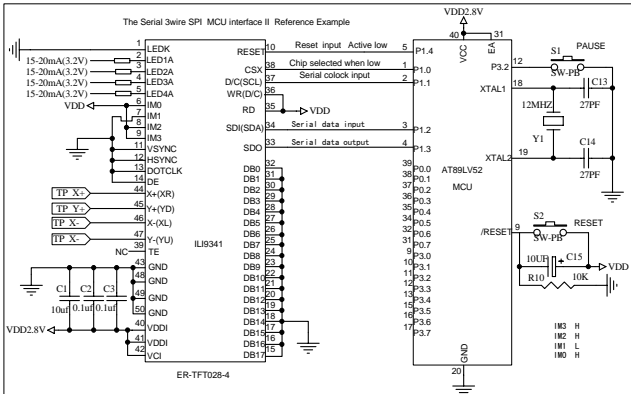 The Serial 3wire SPI MCU interface II Reference Example
VDD2.8V
15-20mA(3.2V)
15-20mA(3.2V)
15-20mA(3.2V)
15-20mA(3.2V)
VDD
1 LEDK
2 LED1A
3 LED2A
4 LED3A
5 LED4A
6 IM0
7 IM1
8 IM2
9 IM3
11 VSYNC
12 HSYNC
13 DOTCLK
14 DE
TP X+ 44 X+(XR)
TP Y+ 45 Y+(YD)
TP X- 46 X-(XL)
TP X- 47 Y-(YU)
NC 39 TE
43 GND
48 GND
49 GND
50 GND
40 VDDI
41 VDDI
42 VCI
C1 C2 C3
10uf 0.1uf 0.1uf
VDD2.8V
ILI9341
ER-TFT028-4
RESET 10 Reset input Active low 5 P1.4
CSX 38 Chip selected when low 1 P1.0
D/C(SCL) 37 Serial colock input 2 P1.1
WR(D/C) 36
RD 35 VDD
SDI(SDA) 34 Serial data input 3 P1.2
SDO 33 Serial data output 4 P1.3
DB0 32
DB1 31
DB2 30
DB3 29
DB4 28
DB5 27
DB6 26
DB7 25
DB8 24
DB9 23
DB10 22
DB11 21
DB12 20
DB13 19
DB14 18
DB15 17
DB16 16
DB17 15
39 P0.0
38 P0.1
37 P0.2
36 P0.3
35 P0.4
34 P0.5
33 P0.6
32 P0.7
P3.0
P3.1
P3.2
P3.3
P3.4
P3.5
P3.6
P3.7
AT89LV52
MCU
40 VCC
31 EA
P3.2 12 S1 PAUSE
SW-PB
XTAL1 18
12MHZ
Y1
C13
27PF
XTAL2 19
C14
27PF
/RESET 9 S2 RESET
SW-PB
10UF C15 VDD
R10 10K
GND
20
IM3 H
IM2 H
IM1 L
IM0 H